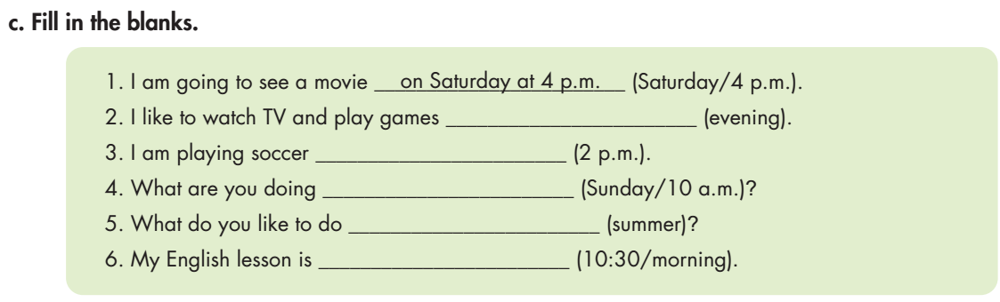 c. Fill in the blanks.
1. I am going to see a movie __on Saturday at 4 p.m.__ (Saturday/4 p.m.).
2. I like to watch TV and play games ______________________ (evening).
3. I am playing soccer ______________________ (2 p.m.).
4. What are you doing ______________________ (Sunday/10 a.m.)?
5. What do you like to do ______________________ (summer)?
6. My English lesson is ______________________ (10:30/morning).